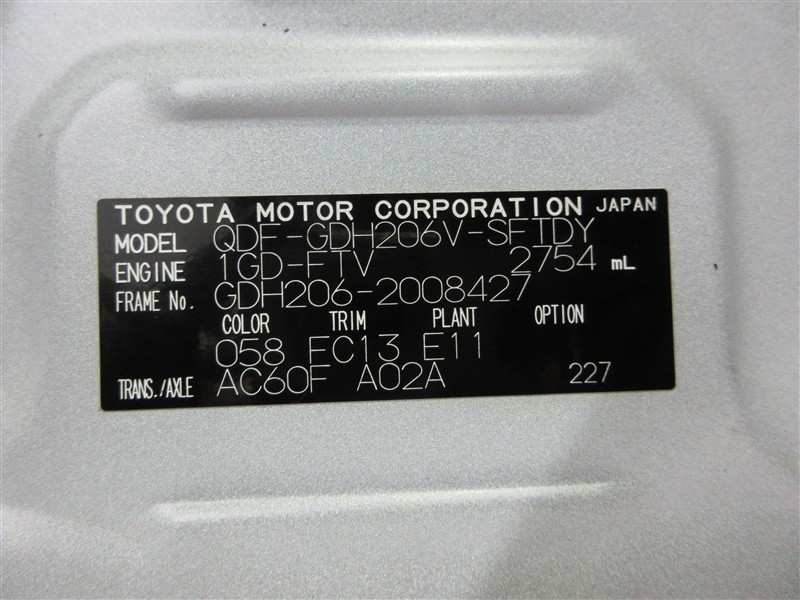 TOYOTA MOTOR CORPORATION JAPAN
MODEL QDF-GDH206V-SFTDY
ENGINE 1GD-FTV 2754 mL
FRAME No. GDH206-2008427
COLOR TRIM PLANT OPTION
058 FC13 E11
TRANS./AXLE AC60F A02A 227